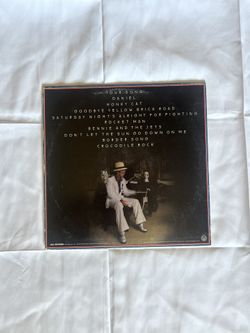 YOUR SONG
DANIEL
HONKY CAT
GOODBYE YELLOW BRICK ROAD
SATURDAY NIGHT'S ALRIGHT FOR FIGHTING
ROCKET MAN
BENNIE AND THE JETS
DON'T LET THE SUN GO DOWN ON ME
BORDER SONG
CROCODILE ROCK